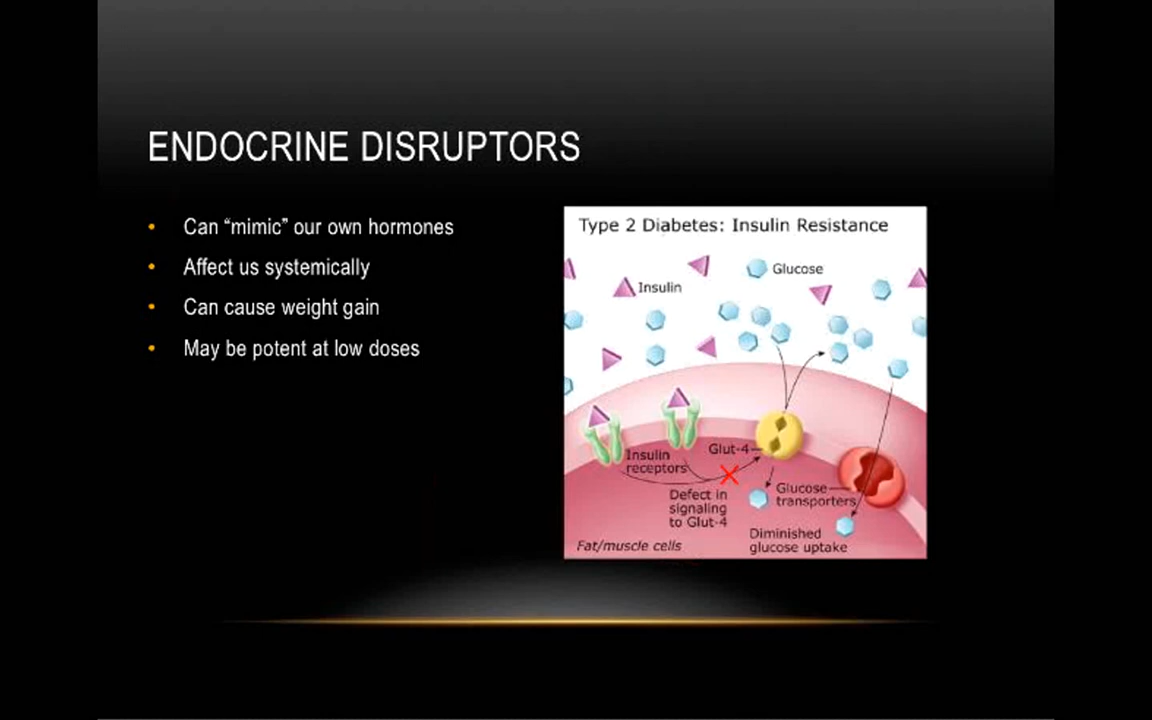 ENDOCRINE DISRUPTORS
• Can “mimic” our own hormones
• Affect us systemically
• Can cause weight gain
• May be potent at low doses
Type 2 Diabetes: Insulin Resistance
Glucose
Insulin
Glut-4
Insulin
receptors
Defect in
signaling
to Glut-4
Glucose
transporters
Diminished
glucose uptake
Fat/muscle cells